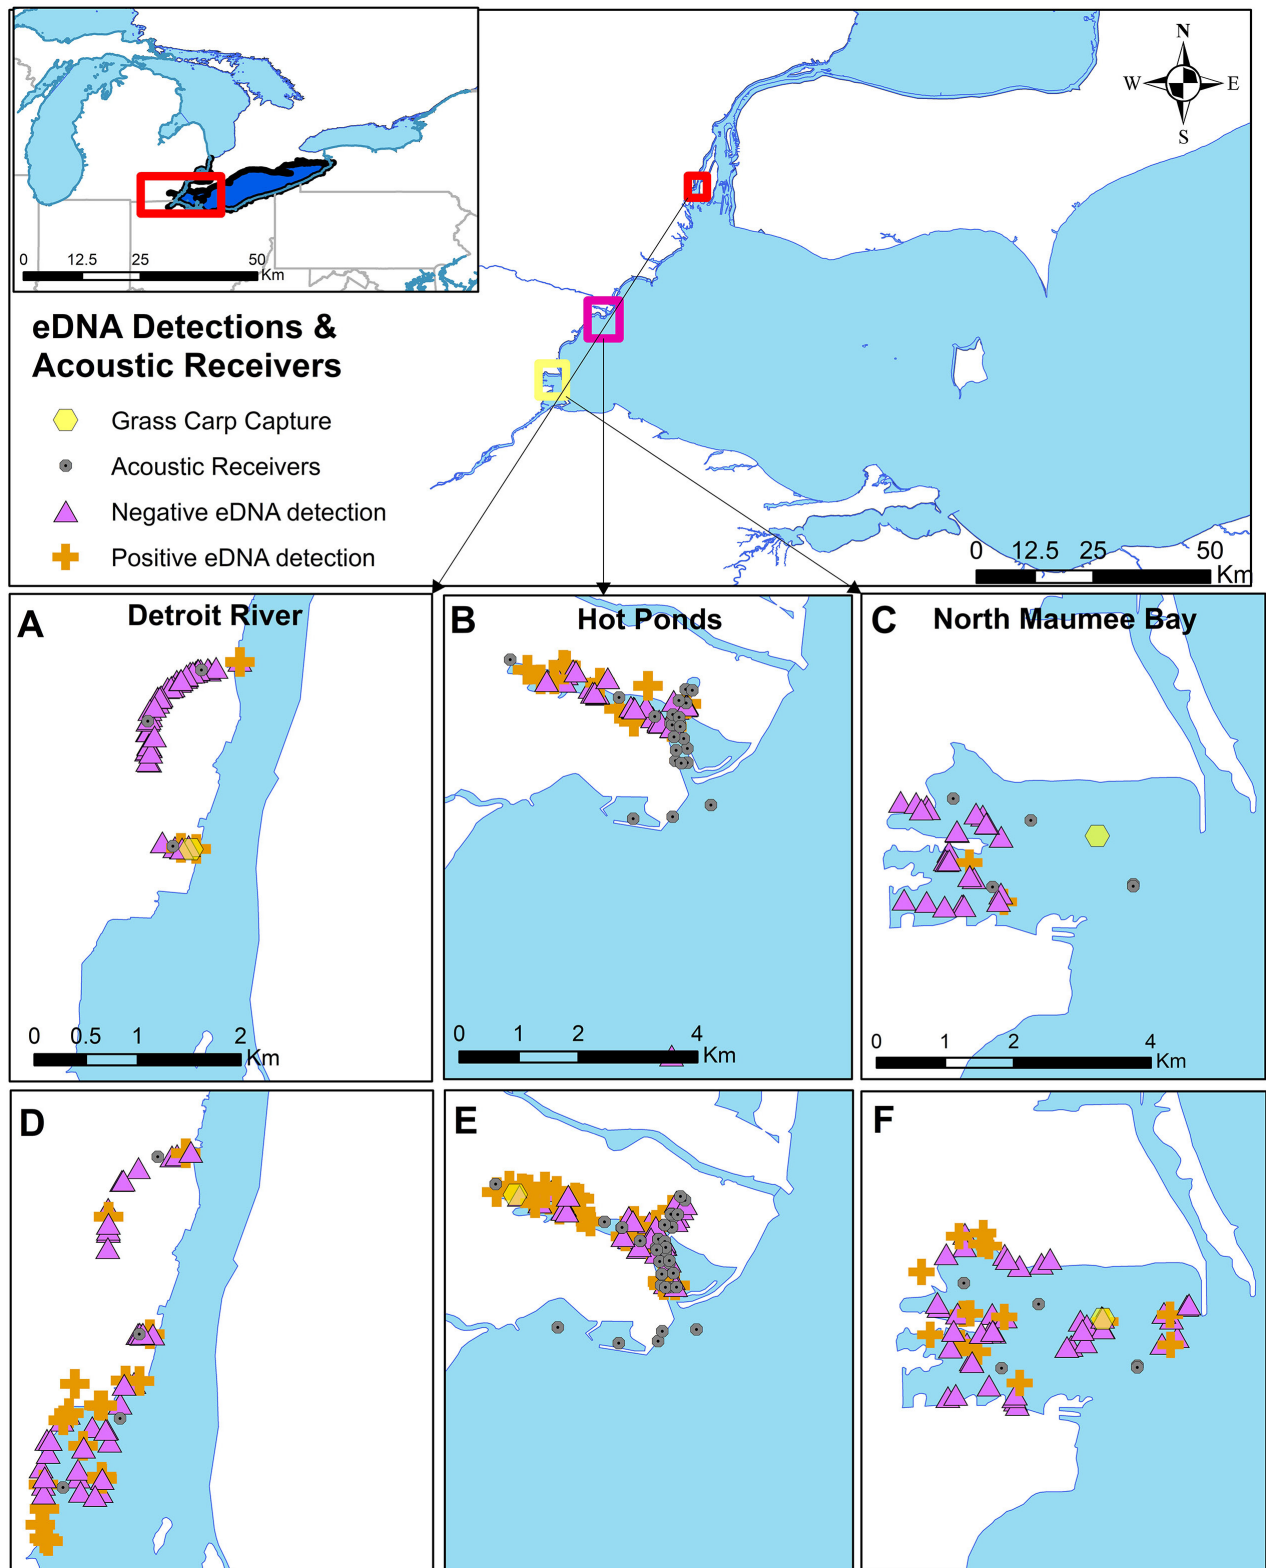 N
W E
S
0 12.5 25 50
Km
eDNA Detections &
Acoustic Receivers
Grass Carp Capture
Acoustic Receivers
Negative eDNA detection
Positive eDNA detection
0 12.5 25 50
Km
A Detroit River
0 0.5 1 2
Km
B Hot Ponds
0 1 2 4
Km
C North Maumee Bay
0 1 2 4
Km
D
E
F